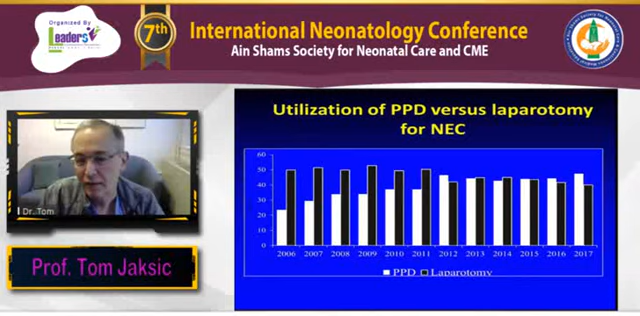 Organized By
Leaders
7th
International Neonatology Conference
Ain Shams Society for Neonatal Care and CME
Utilization of PPD versus laparotomy
for NEC
60
50
40
30
20
10
0
2006 2007 2008 2009 2010 2011 2012 2013 2014 2015 2016 2017
PPD Laparotomy
Dr. Tom
Prof. Tom Jaksic